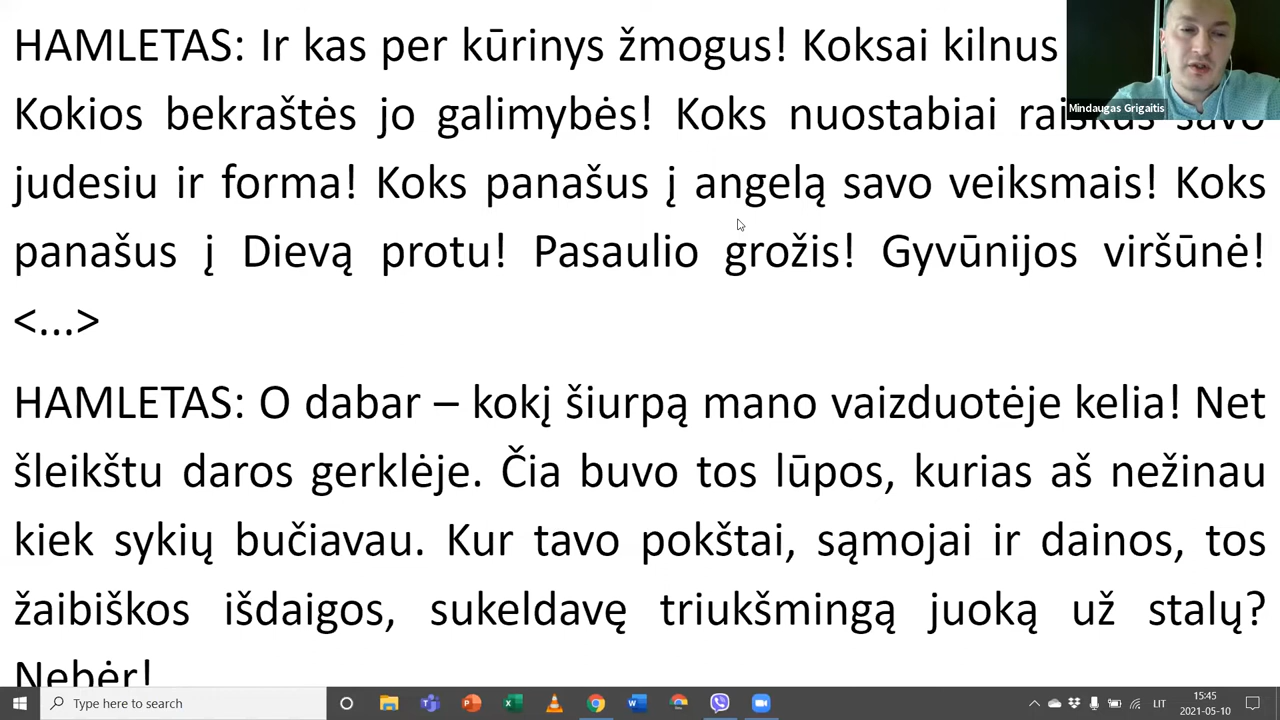 HAMLETAS: Ir kas per kūrinys žmogus! Koksai kilnus
Kokios bekraštės jo galimybės! Koks nuostabiai raiškus savo
judesiu ir forma! Koks panašus į angelą savo veiksmais! Koks
panašus į Dievą protu! Pasaulio grožis! Gyvūnijos viršūnė!
<...>
HAMLETAS: O dabar – kokį šiurpą mano vaizduotėje kelia! Net
šleikštu daros gerklėje. Čia buvo tos lūpos, kurias aš nežinau
kiek sykių bučiavau. Kur tavo pokštai, sąmojai ir dainos, tos
žaibiškos išdaigos, sukeldavę triukšmingą juoką už stalų?
Nebėr!
Mindaugas Grigaitis
Type here to search
LIT
15:45
2021-05-10